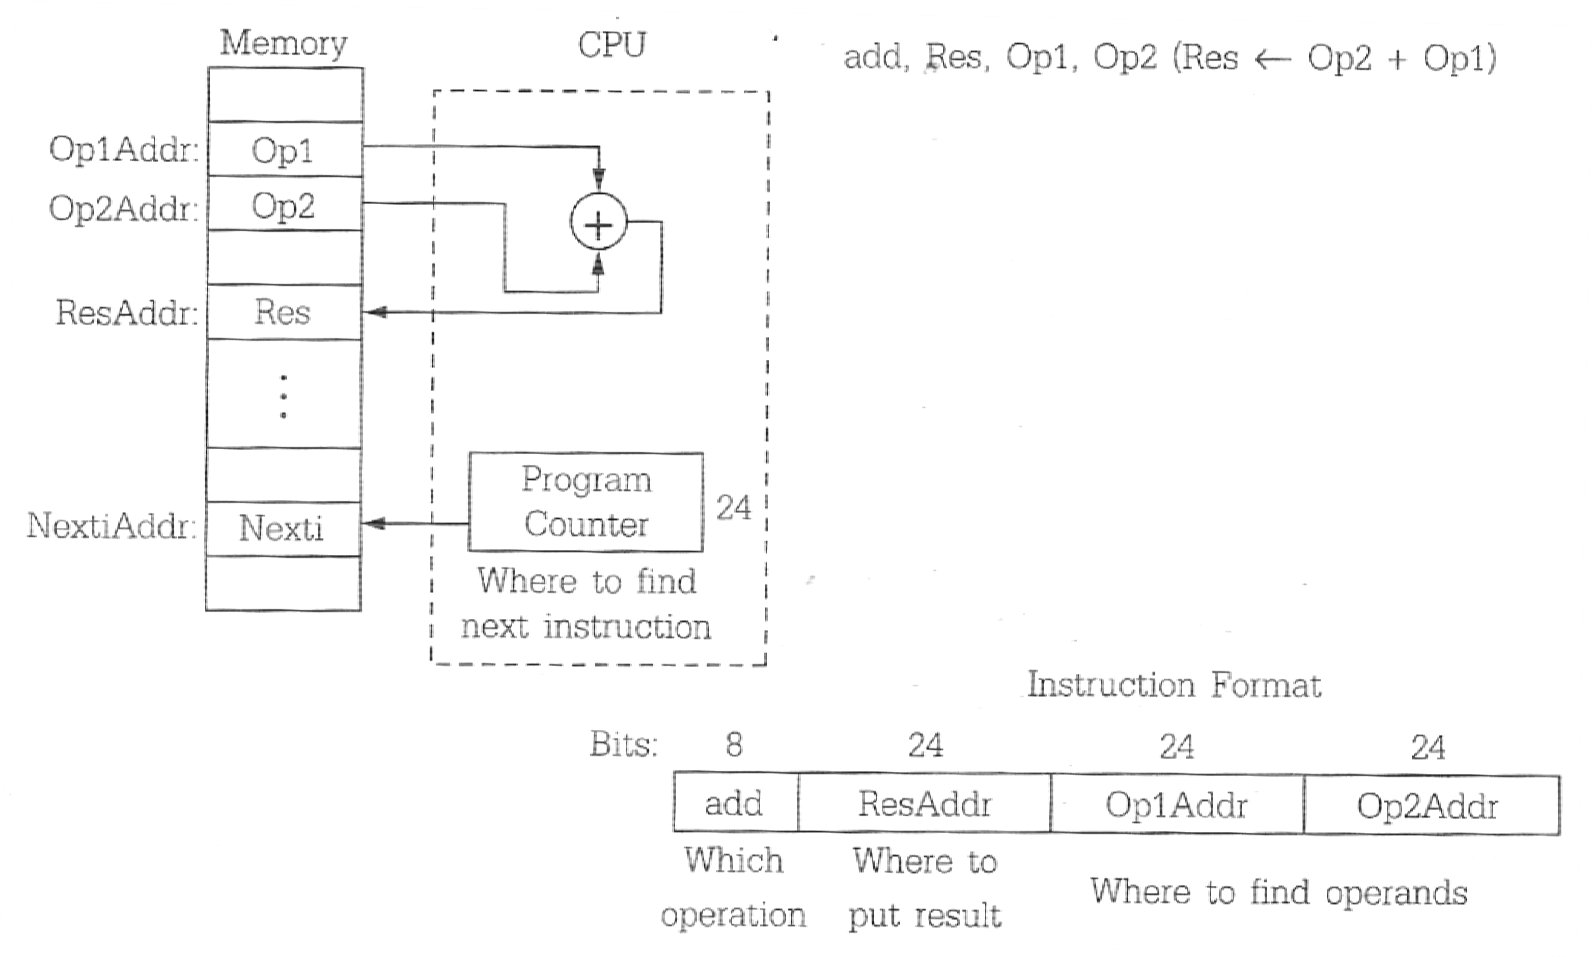 Memory
CPU
add, Res, Op1, Op2 (Res ← Op2 + Op1)
Op1Addr:
Op1
Op2Addr:
Op2
+
ResAddr:
Res
⋮
Program
Counter
24
NextiAddr:
Nexti
Where to find
next instruction
Instruction Format
Bits: 8 24 24 24
add ResAddr Op1Addr Op2Addr
Which
operation
Where to
put result
Where to find operands